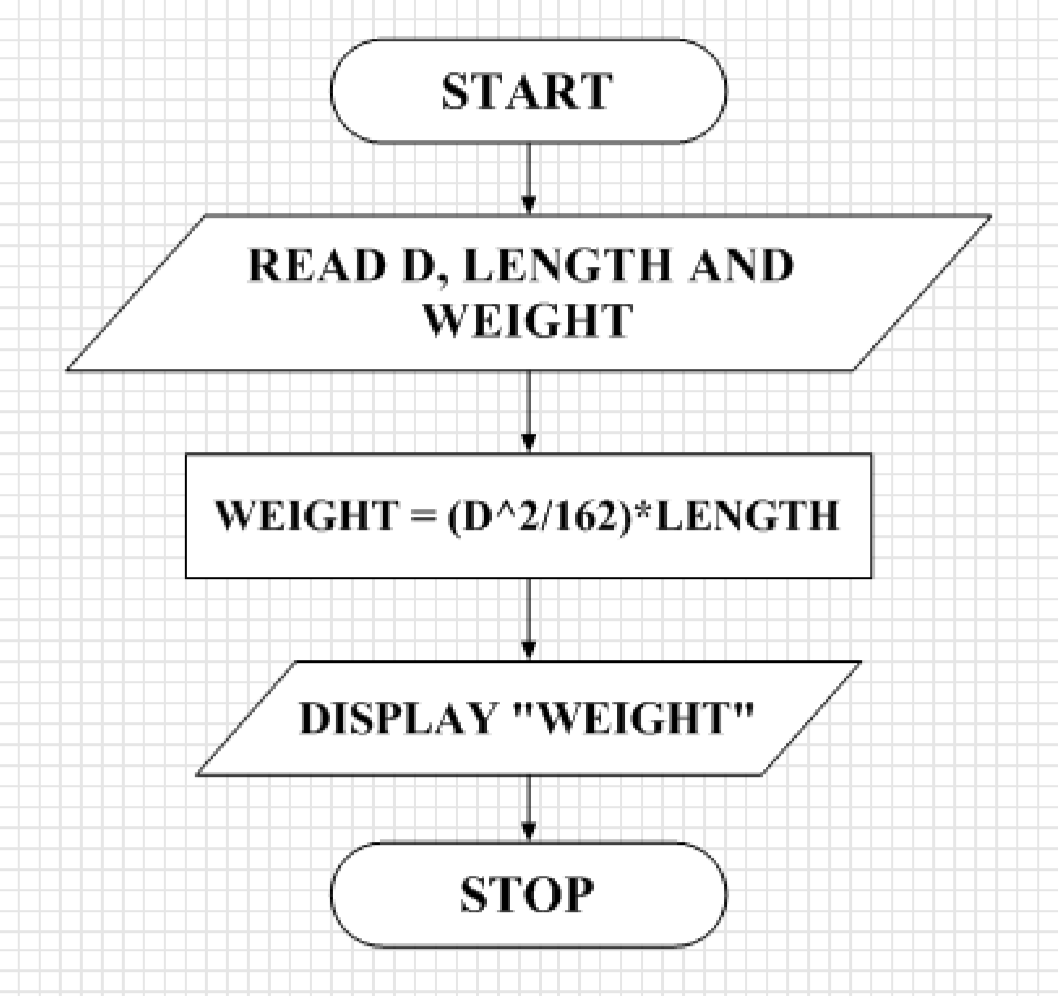 START
READ D, LENGTH AND
WEIGHT
WEIGHT = (D^2/162)*LENGTH
DISPLAY "WEIGHT"
STOP